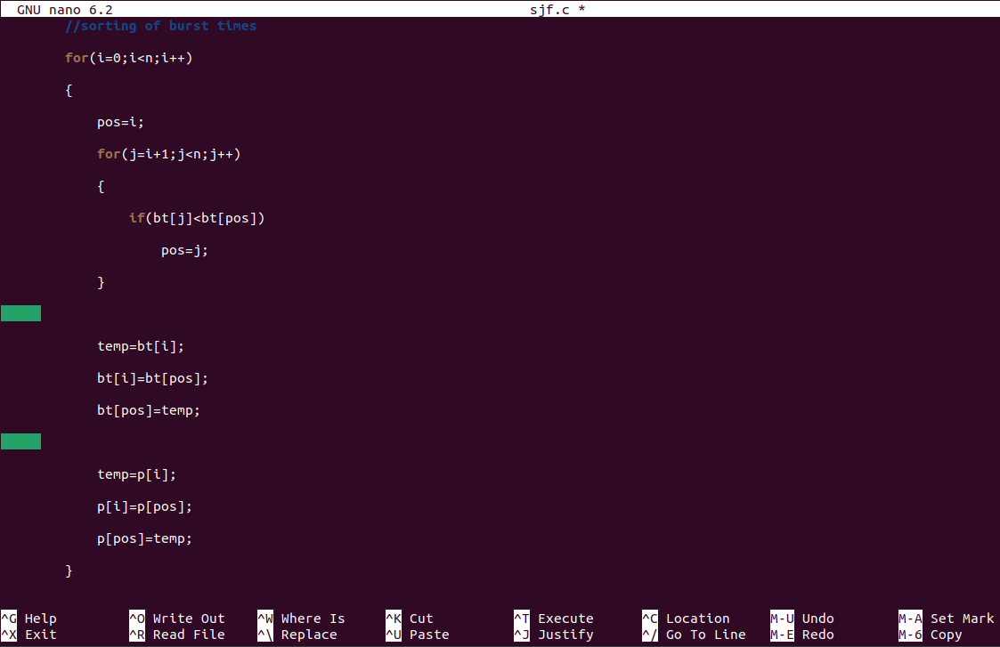 GNU nano 6.2 sjf.c *
//sorting of burst times
for(i=0;i<n;i++)
{
pos=i;
for(j=i+1;j<n;j++)
{
if(bt[j]<bt[pos])
pos=j;
}
temp=bt[i];
bt[i]=bt[pos];
bt[pos]=temp;
temp=p[i];
p[i]=p[pos];
p[pos]=temp;
}
^G Help ^O Write Out ^W Where Is ^K Cut ^T Execute ^C Location M-U Undo M-A Set Mark
^X Exit ^R Read File ^\ Replace ^U Paste ^J Justify ^/ Go To Line M-E Redo M-6 Copy